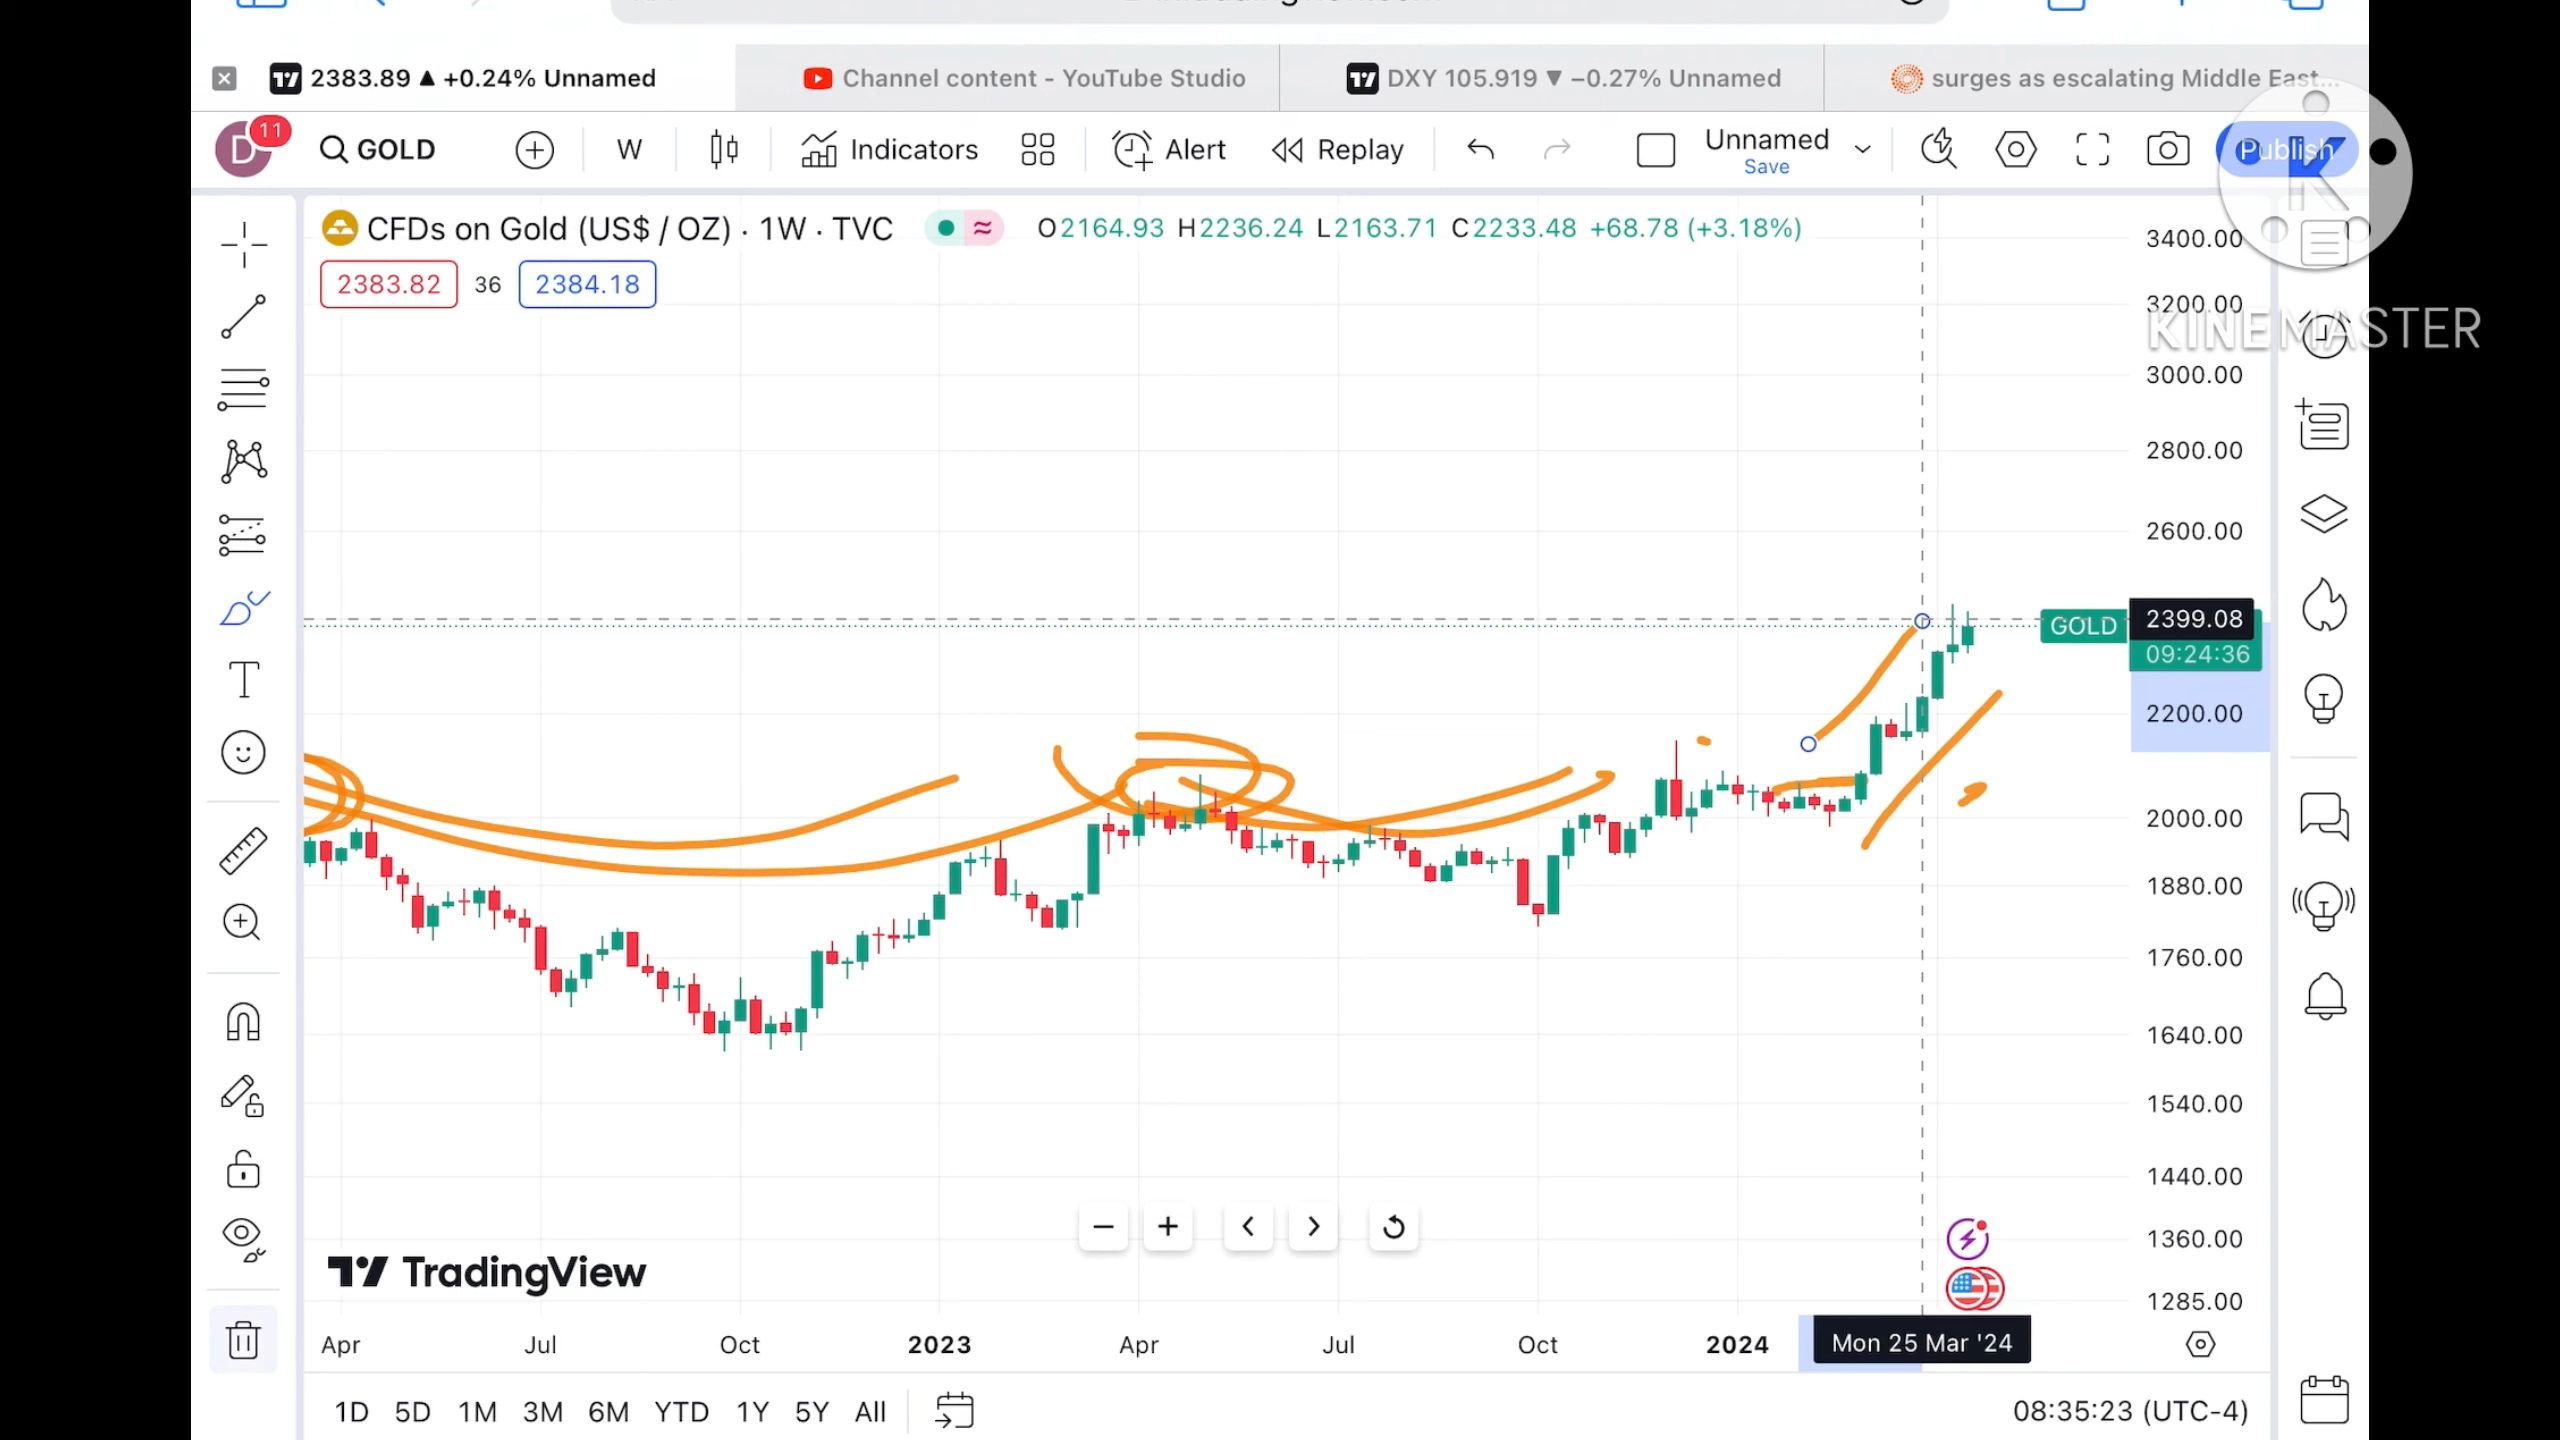 2383.89 ▲ +0.24% Unnamed
Channel content - YouTube Studio
DXY 105.919 ▼ −0.27% Unnamed
surges as escalating Middle East...
D
11
GOLD
W
Indicators
Alert
Replay
Unnamed
Save
Publish
K
KINEMASTER
CFDs on Gold (US$ / OZ) · 1W · TVC
O2164.93 H2236.24 L2163.71 C2233.48 +68.78 (+3.18%)
2383.82
36
2384.18
3400.00
3200.00
3000.00
2800.00
2600.00
GOLD
2399.08
09:24:36
2200.00
2000.00
1880.00
1760.00
1640.00
1540.00
1440.00
1360.00
1285.00
TradingView
Apr
Jul
Oct
2023
Apr
Jul
Oct
2024
Mon 25 Mar '24
1D 5D 1M 3M 6M YTD 1Y 5Y All
08:35:23 (UTC-4)